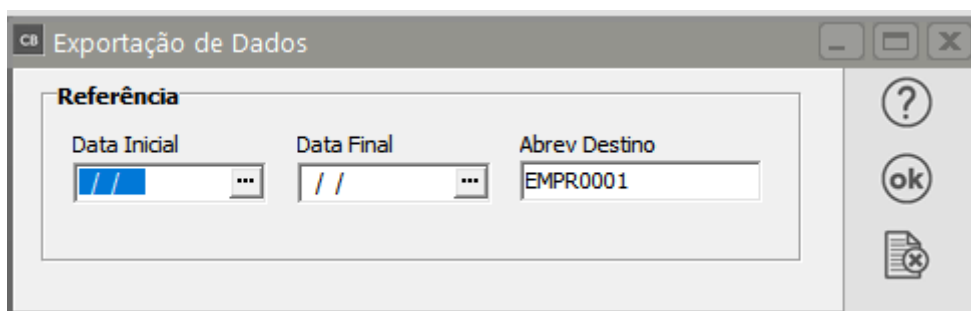 CB Exportação de Dados
Referência
Data Inicial Data Final Abrev Destino
/ / ... / / ... EMPR0001
?
ok